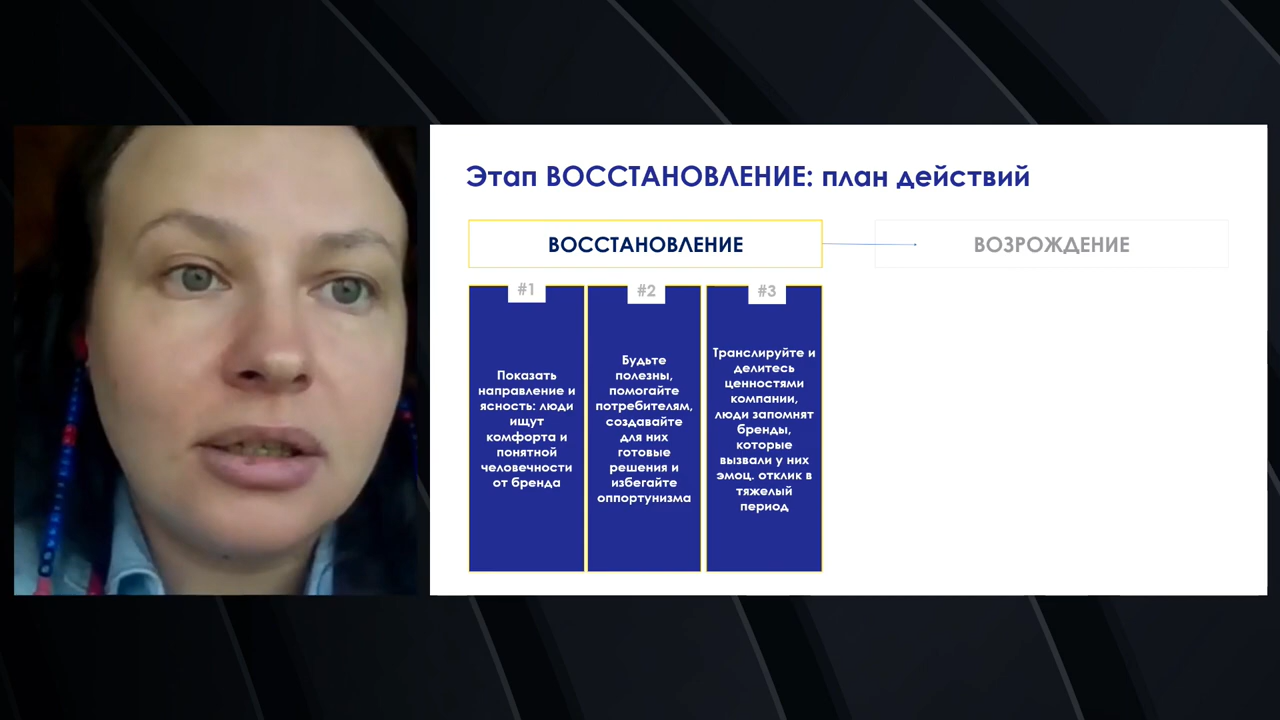 Этап ВОССТАНОВЛЕНИЕ: план действий
ВОССТАНОВЛЕНИЕ
ВОЗРОЖДЕНИЕ
#1
Показать
направление и
ясность: люди
ищут
комфорта и
понятной
человечности
от бренда
#2
Будьте
полезны,
помогайте
потребителям,
создавайте
для них
готовые
решения и
избегайте
оппортунизма
#3
Транслируйте и
делитесь
ценностями
компании,
люди запомнят
бренды,
которые
вызвали у них
эмоц. отклик в
тяжелый
период